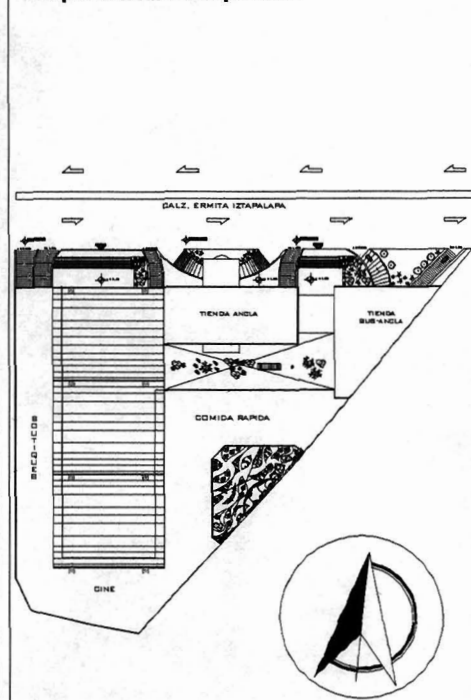 CALZ. ERMITA IZTAPALAPA
TIENDA ANCLA
TIENDA
SUB-ANCLA
COMIDA RAPIDA
BOUTIQUES
CINE